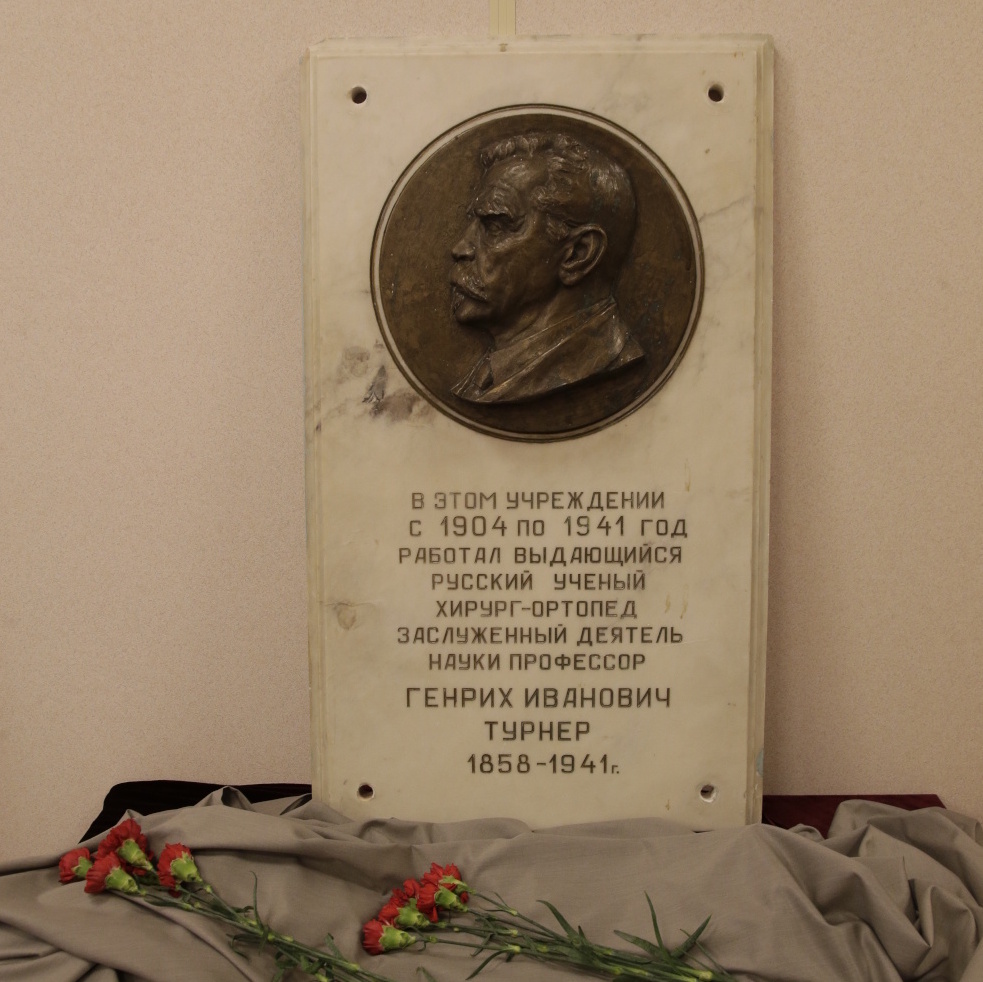 В ЭТОМ УЧРЕЖДЕНИИ
С 1904 ПО 1941 ГОД
РАБОТАЛ ВЫДАЮЩИЙСЯ
РУССКИЙ УЧЕНЫЙ
ХИРУРГ-ОРТОПЕД
ЗАСЛУЖЕННЫЙ ДЕЯТЕЛЬ
НАУКИ ПРОФЕССОР
ГЕНРИХ ИВАНОВИЧ
ТУРНЕР
1858-1941г.